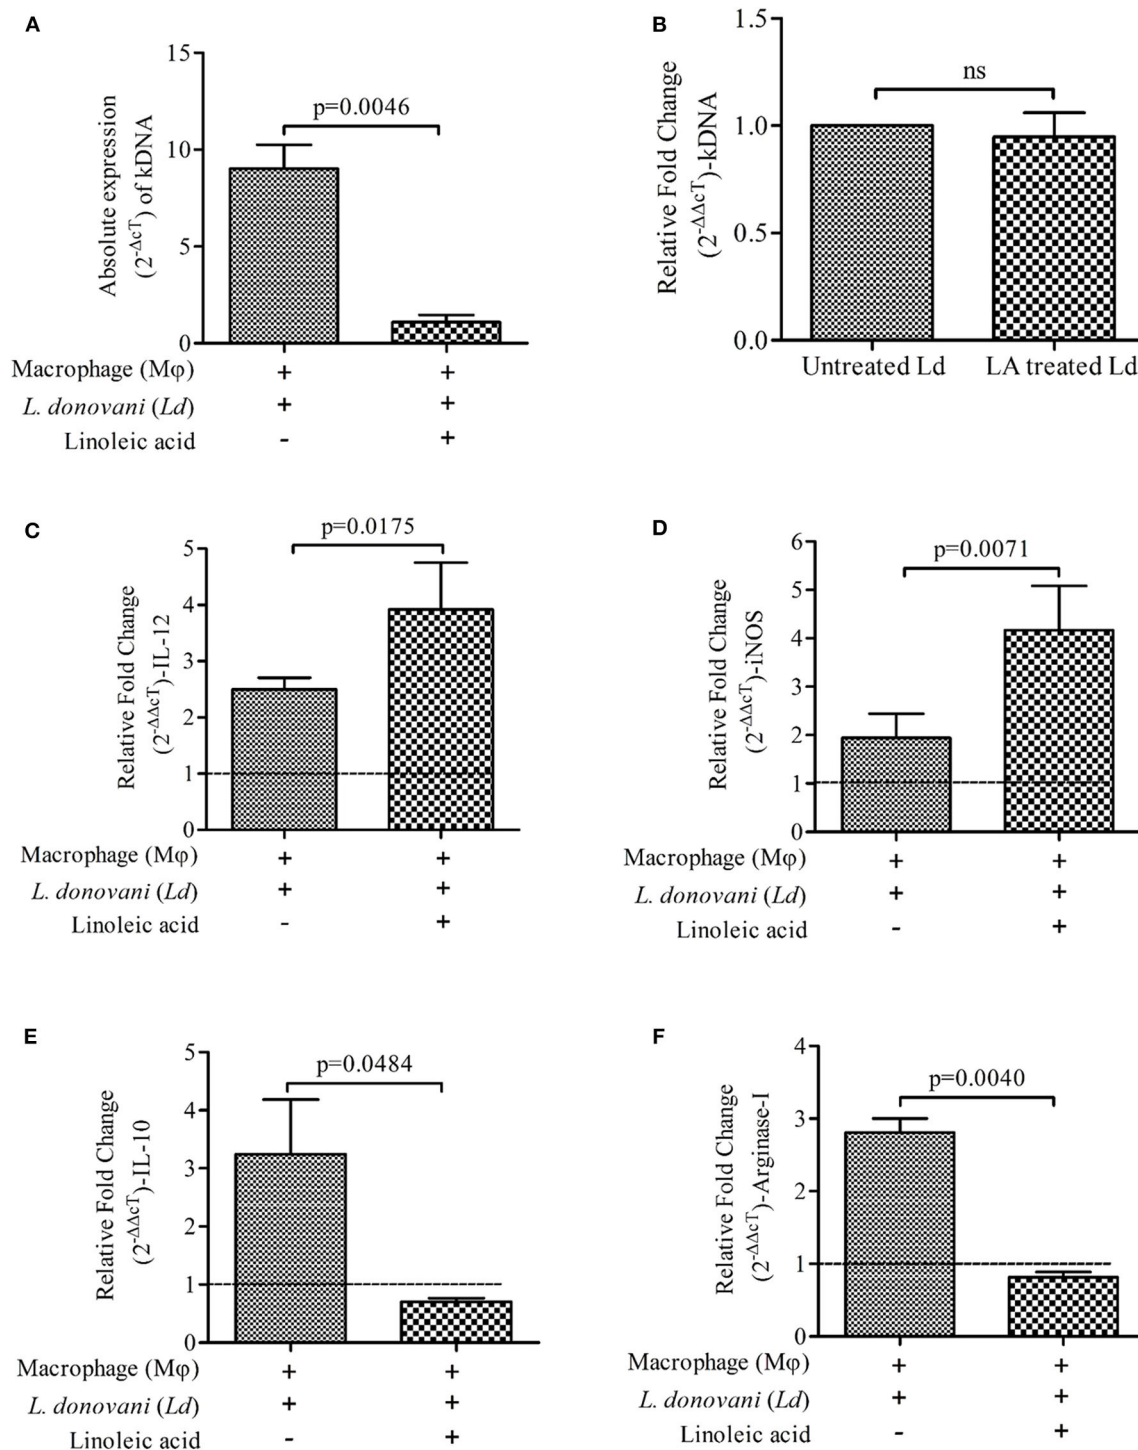 A
Absolute expression
(2^-ΔcT) of kDNA
15
10
5
0
p=0.0046
Macrophage (Mφ) + +
L. donovani (Ld) + +
Linoleic acid - +
B
Relative Fold Change
(2^-ΔΔcT)-kDNA
1.5
1.0
0.5
0.0
ns
Untreated Ld LA treated Ld
C
Relative Fold Change
(2^-ΔΔcT)-IL-12
5
4
3
2
1
0
p=0.0175
Macrophage (Mφ) + +
L. donovani (Ld) + +
Linoleic acid - +
D
Relative Fold Change
(2^-ΔΔcT)-iNOS
6
5
4
3
2
1
0
p=0.0071
Macrophage (Mφ) + +
L. donovani (Ld) + +
Linoleic acid - +
E
Relative Fold Change
(2^-ΔΔcT)-IL-10
5
4
3
2
1
0
p=0.0484
Macrophage (Mφ) + +
L. donovani (Ld) + +
Linoleic acid - +
F
Relative Fold Change
(2^-ΔΔcT)-Arginase-I
4
3
2
1
0
p=0.0040
Macrophage (Mφ) + +
L. donovani (Ld) + +
Linoleic acid - +